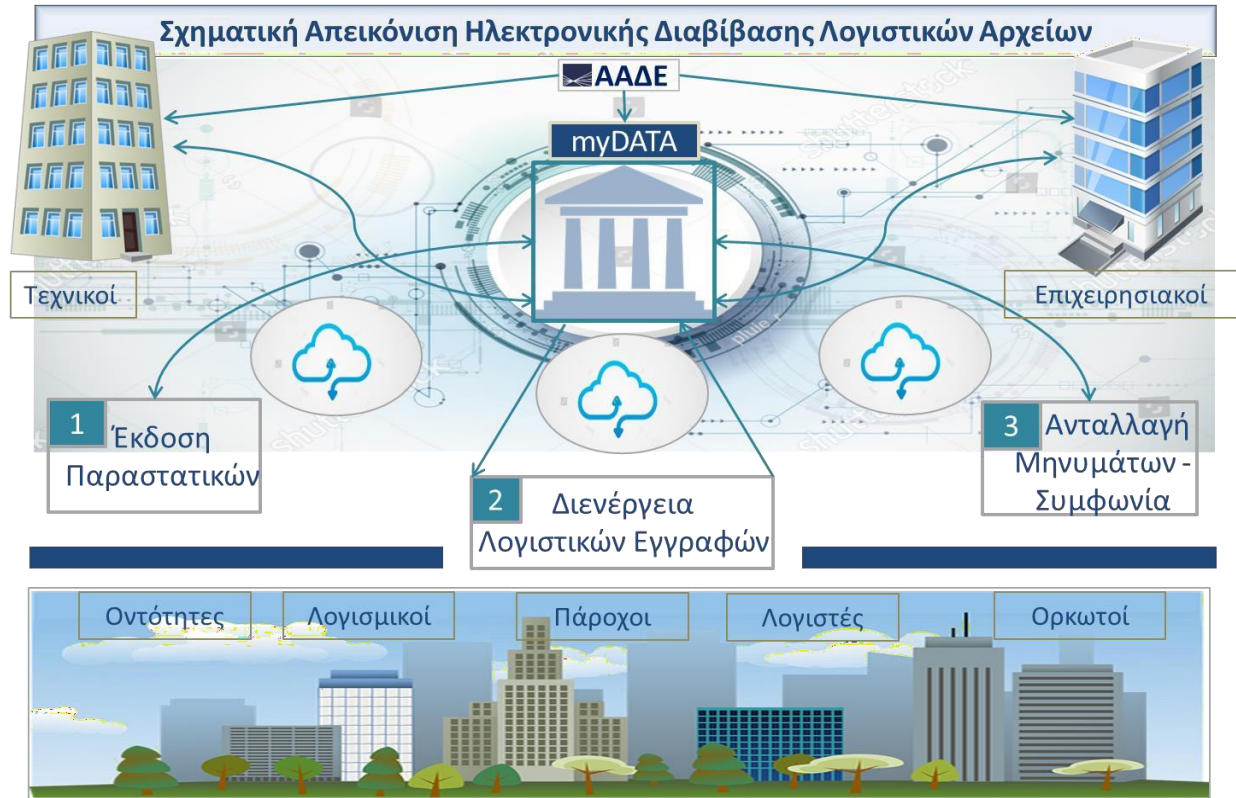 Σχηματική Απεικόνιση Ηλεκτρονικής Διαβίβασης Λογιστικών Αρχείων
ΑΑΔΕ
myDATA
Τεχνικοί
Επιχειρησιακοί
1 Έκδοση
Παραστατικών
2 Διενέργεια
Λογιστικών Εγγραφών
3 Ανταλλαγή
Μηνυμάτων -
Συμφωνία
Οντότητες
Λογισμικοί
Πάροχοι
Λογιστές
Ορκωτοί